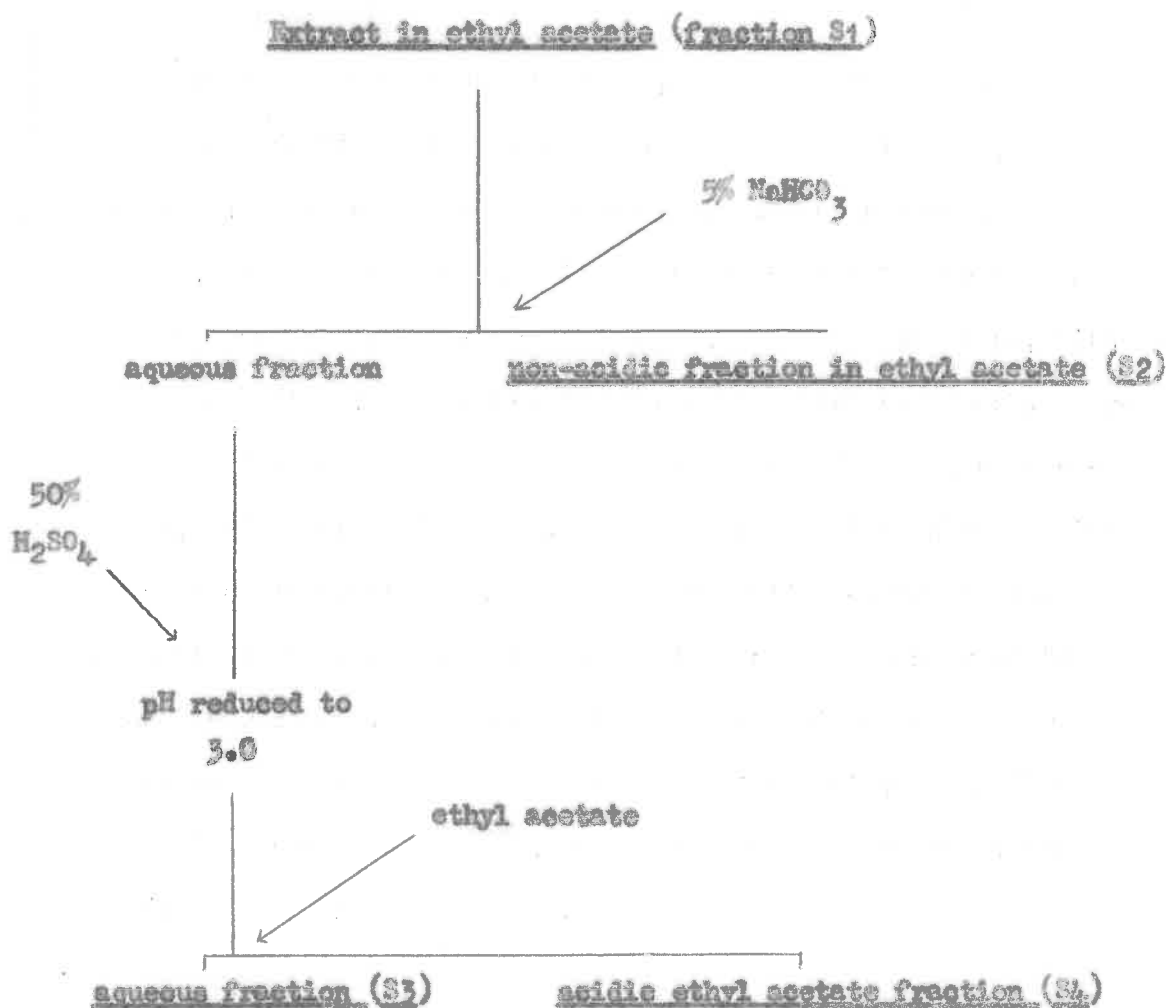 Extract in ethyl acetate (fraction S1)
5% NaHCO3
aqueous fraction
non-acidic fraction in ethyl acetate (S2)
50%
H2SO4
pH reduced to
3.0
ethyl acetate
aqueous fraction (S3)
acidic ethyl acetate fraction (S4)